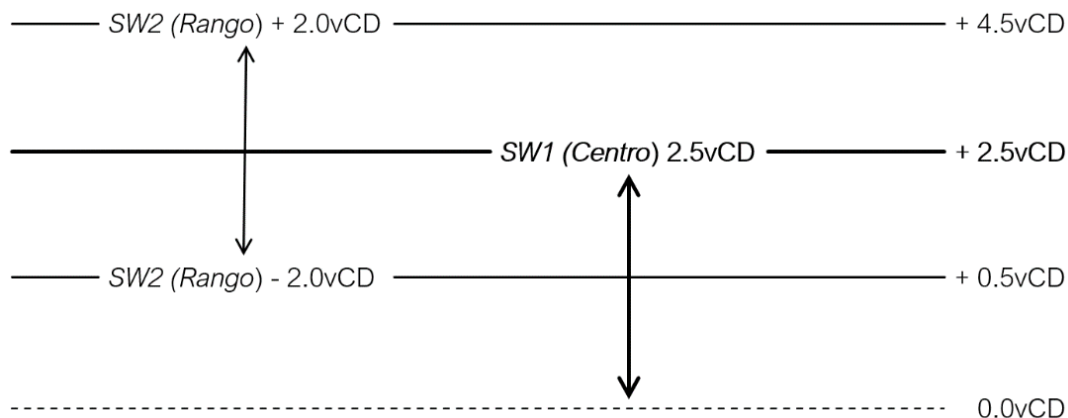 SW2 (Rango) + 2.0vCD + 4.5vCD
SW1 (Centro) 2.5vCD + 2.5vCD
SW2 (Rango) - 2.0vCD + 0.5vCD
0.0vCD